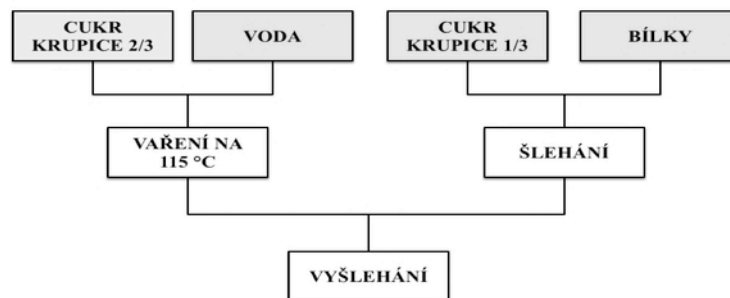 CUKR
KRUPICE 2/3
VODA
CUKR
KRUPICE 1/3
BÍLKY
VAŘENÍ NA
115 °C
ŠLEHÁNÍ
VYŠLEHÁNÍ